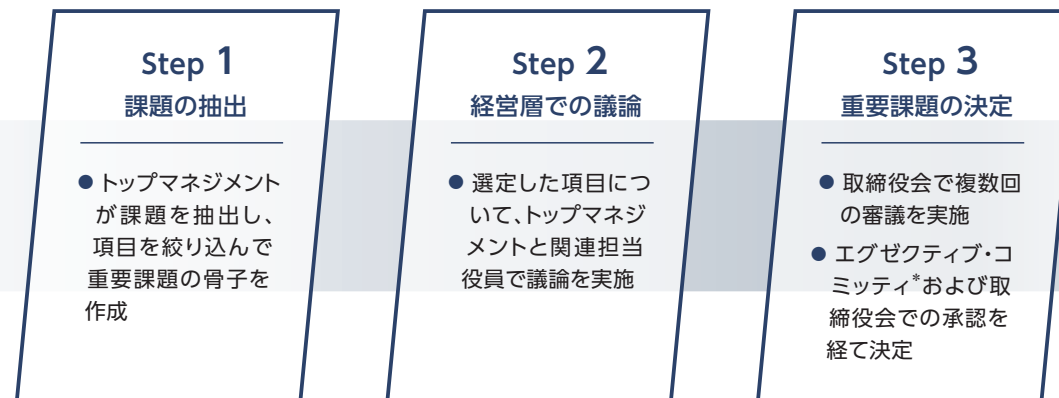 Step 1
課題の抽出
● トップマネジメント
が課題を抽出し、
項目を絞り込んで
重要課題の骨子を
作成
Step 2
経営層での議論
● 選定した項目につ
いて、トップマネジ
メントと関連担当
役員で議論を実施
Step 3
重要課題の決定
● 取締役会で複数回
の審議を実施
● エグゼクティブ・コ
ミッティ*および取
締役会での承認を
経て決定